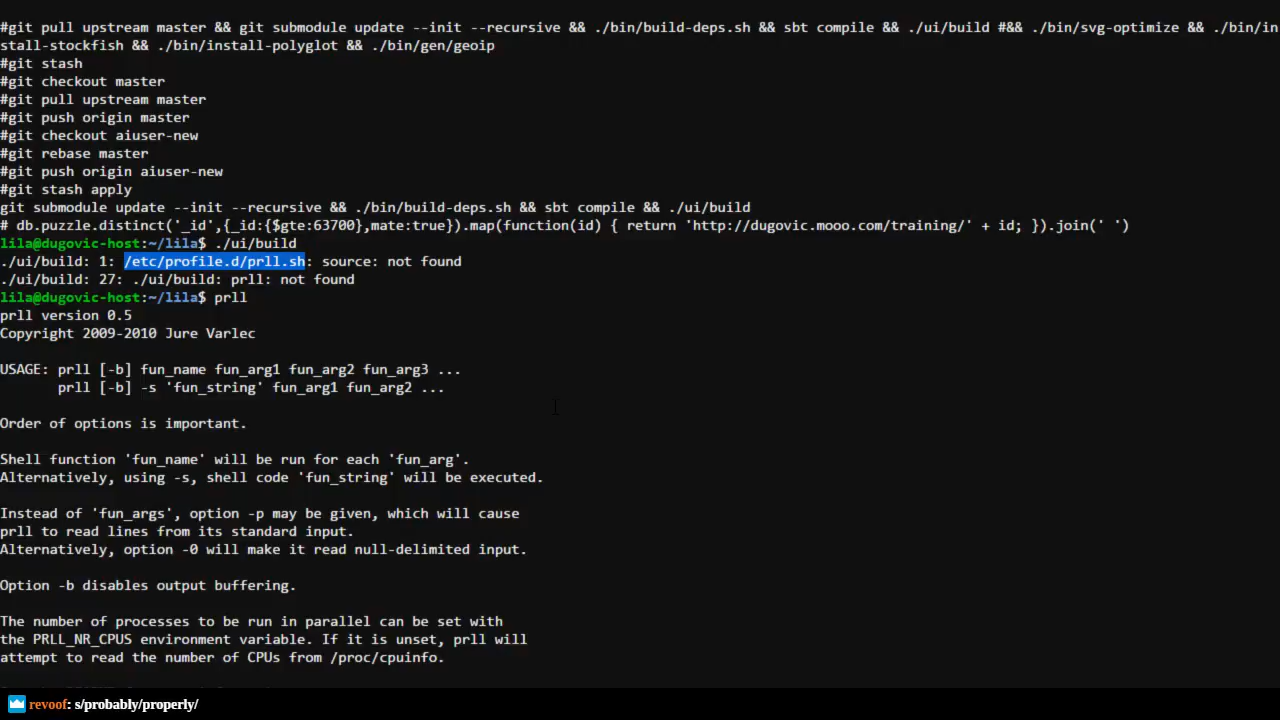 #git pull upstream master && git submodule update --init --recursive && ./bin/build-deps.sh && sbt compile && ./ui/build #&& ./bin/svg-optimize && ./bin/in
stall-stockfish && ./bin/install-polyglot && ./bin/gen/geoip
#git stash
#git checkout master
#git pull upstream master
#git push origin master
#git checkout aiuser-new
#git rebase master
#git push origin aiuser-new
#git stash apply
git submodule update --init --recursive && ./bin/build-deps.sh && sbt compile && ./ui/build
# db.puzzle.distinct('_id',{_id:{$gte:63700},mate:true}).map(function(id) { return 'http://dugovic.mooo.com/training/' + id; }).join(' ')
lila@dugovic-host:~/lila$ ./ui/build
./ui/build: 1: /etc/profile.d/prll.sh: source: not found
./ui/build: 27: ./ui/build: prll: not found
lila@dugovic-host:~/lila$ prll
prll version 0.5
Copyright 2009-2010 Jure Varlec
USAGE: prll [-b] fun_name fun_arg1 fun_arg2 fun_arg3 ...
prll [-b] -s 'fun_string' fun_arg1 fun_arg2 ...
Order of options is important.
Shell function 'fun_name' will be run for each 'fun_arg'.
Alternatively, using -s, shell code 'fun_string' will be executed.
Instead of 'fun_args', option -p may be given, which will cause
prll to read lines from its standard input.
Alternatively, option -0 will make it read null-delimited input.
Option -b disables output buffering.
The number of processes to be run in parallel can be set with
the PRLL_NR_CPUS environment variable. If it is unset, prll will
attempt to read the number of CPUs from /proc/cpuinfo.
revoof: s/probably/properly/